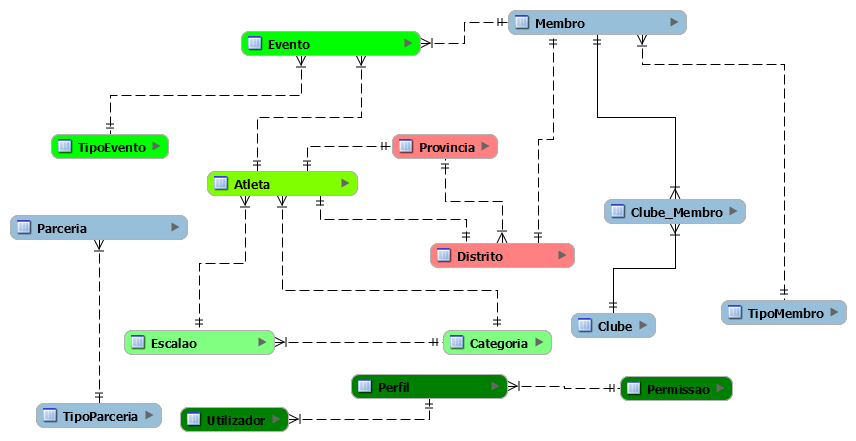 Membro
Evento
TipoEvento
Provincia
Atleta
Clube_Membro
Parceria
Distrito
TipoMembro
Clube
Escalao
Categoria
Perfil
Permissao
TipoParceria
Utilizador